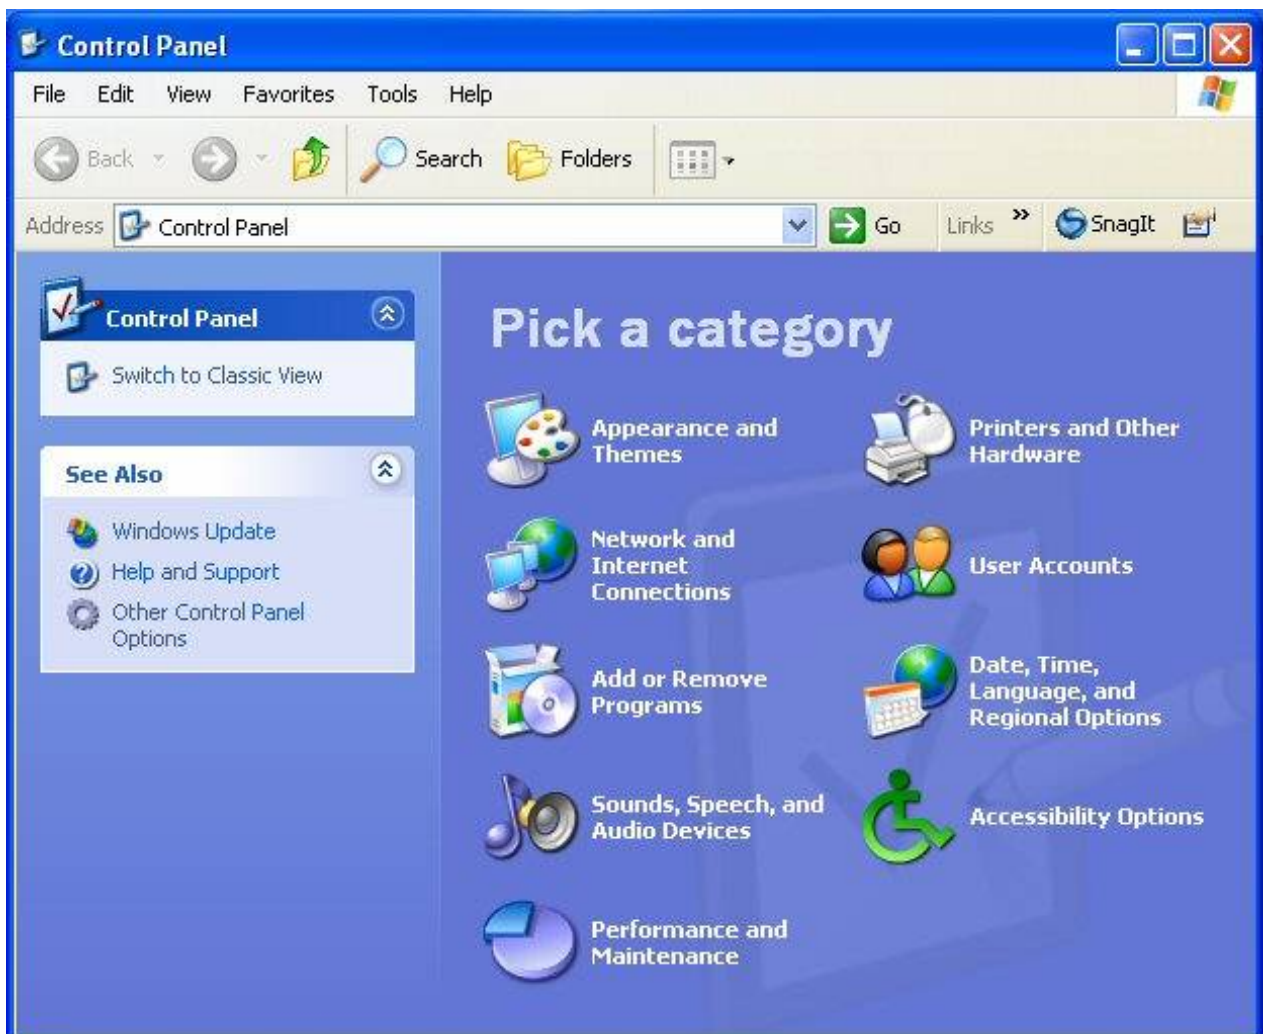 Control Panel
File Edit View Favorites Tools Help
Back Search Folders
Address Control Panel Go Links » SnagIt
Control Panel
Switch to Classic View
See Also
Windows Update
Help and Support
Other Control Panel
Options
Pick a category
Appearance and
Themes
Printers and Other
Hardware
Network and
Internet
Connections
User Accounts
Add or Remove
Programs
Date, Time,
Language, and
Regional Options
Sounds, Speech, and
Audio Devices
Accessibility Options
Performance and
Maintenance